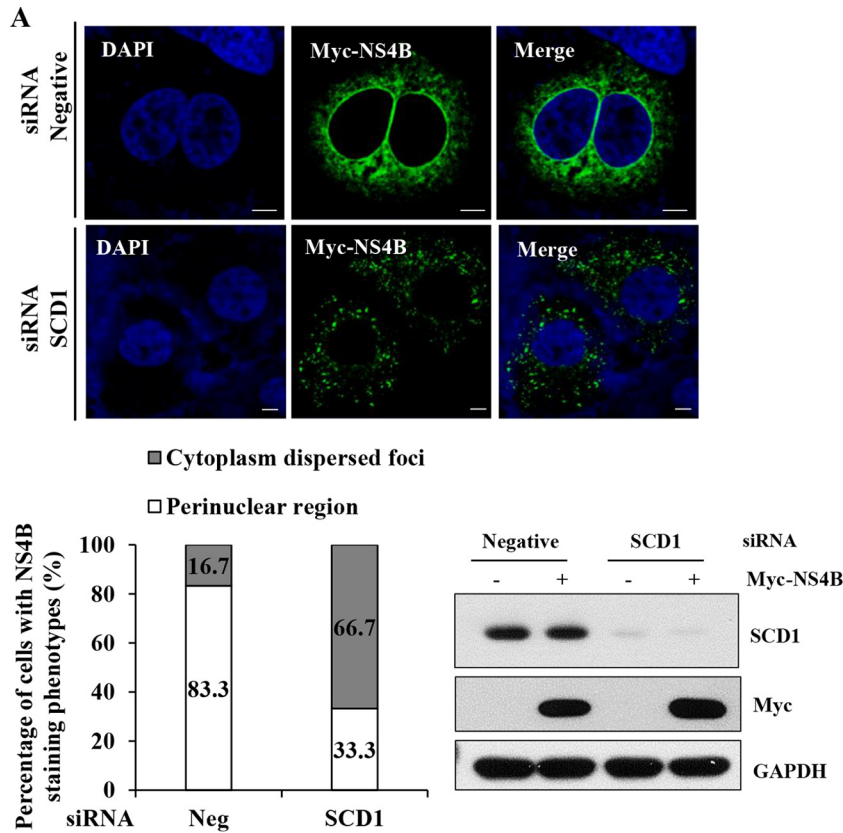 A
siRNA
Negative
DAPI
Myc-NS4B
Merge
siRNA
SCD1
DAPI
Myc-NS4B
Merge
Cytoplasm dispersed foci
Perinuclear region
Percentage of cells with NS4B
staining phenotypes (%)
100
80
60
40
20
0
16.7
83.3
66.7
33.3
siRNA Neg SCD1
Negative SCD1 siRNA
- + - + Myc-NS4B
SCD1
Myc
GAPDH